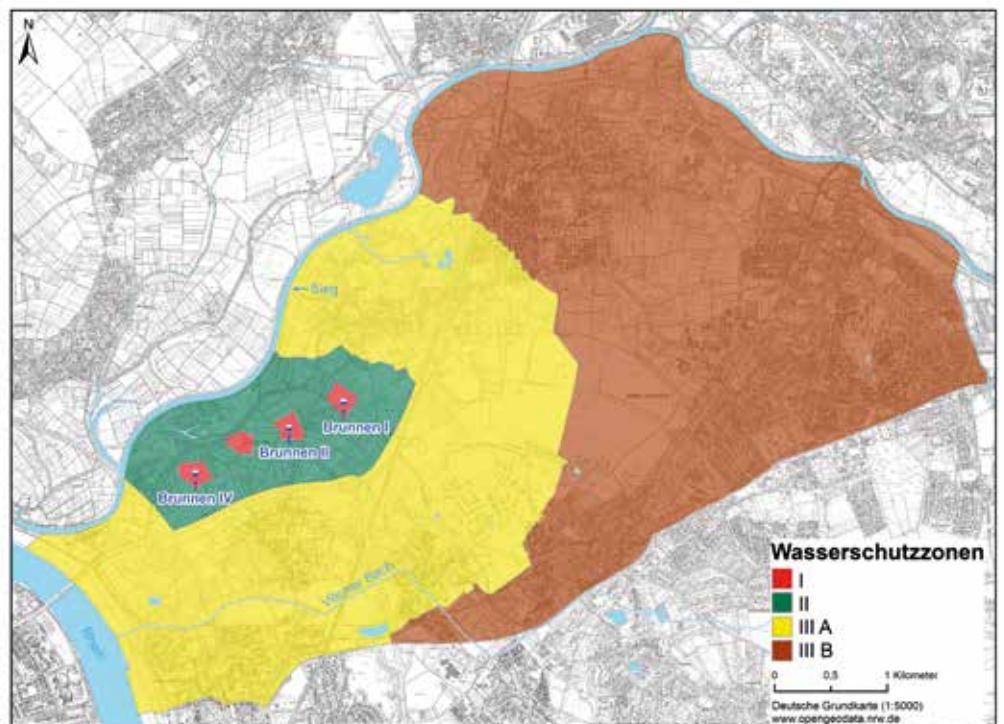 N
Sieg
Brunnen I
Brunnen II
Brunnen IV
Rhein
Wasserschutzzonen
I
II
III A
III B
0 0,5 1 Kilometer
Deutsche Grundkarte (1:5000)
www.opengeodata.nrw.de